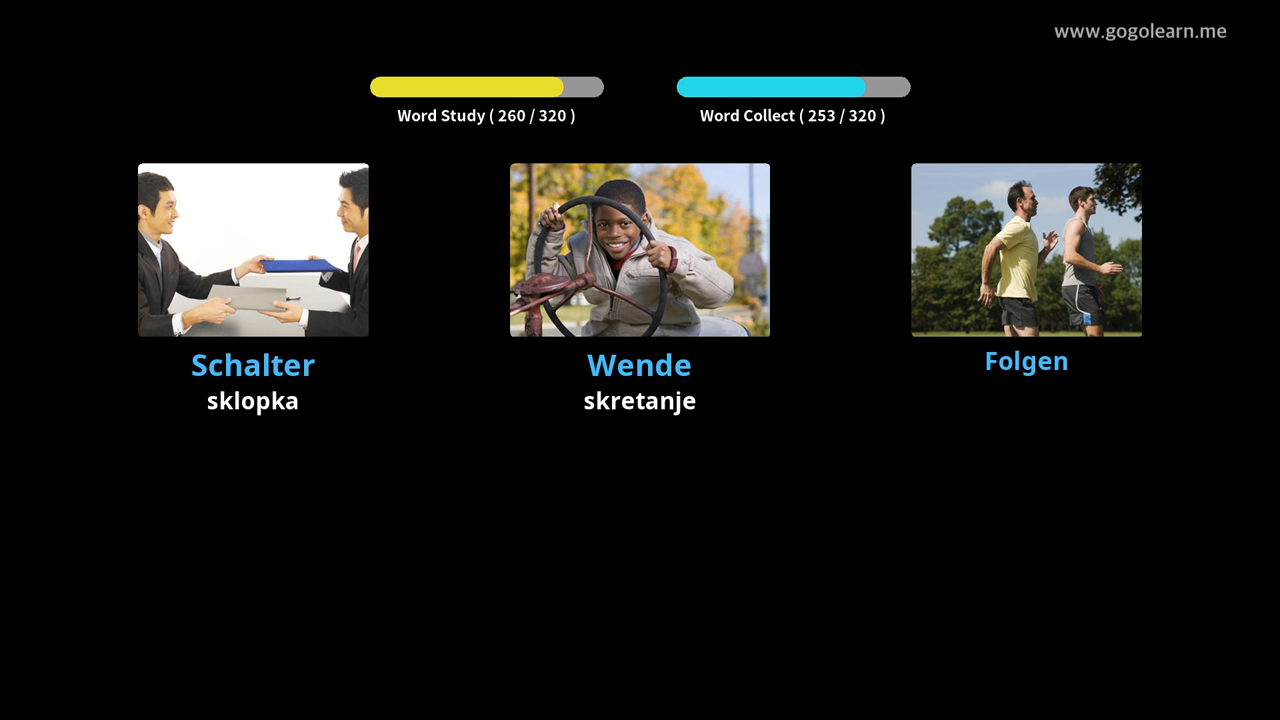 www.gogolearn.me
Word Study ( 260 / 320 )
Word Collect ( 253 / 320 )
Schalter
sklopka
Wende
skretanje
Folgen